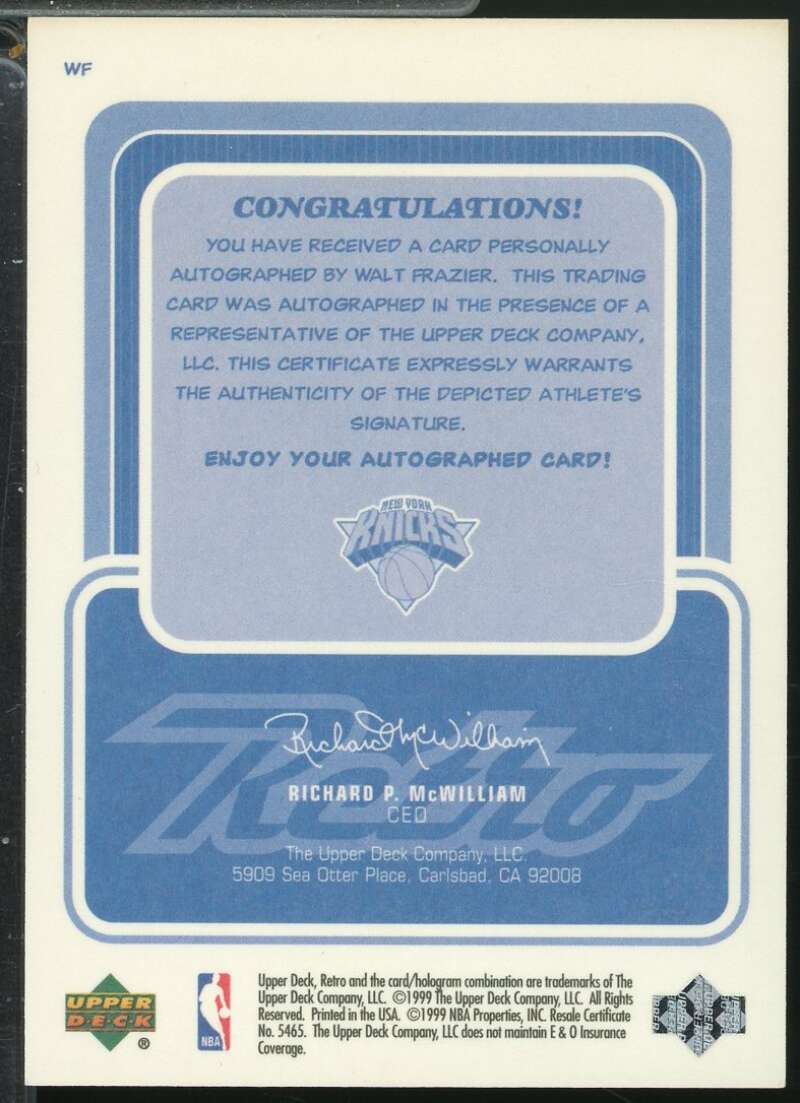 WF
CONGRATULATIONS!
YOU HAVE RECEIVED A CARD PERSONALLY
AUTOGRAPHED BY WALT FRAZIER. THIS TRADING
CARD WAS AUTOGRAPHED IN THE PRESENCE OF A
REPRESENTATIVE OF THE UPPER DECK COMPANY,
LLC. THIS CERTIFICATE EXPRESSLY WARRANTS
THE AUTHENTICITY OF THE DEPICTED ATHLETE'S
SIGNATURE.
ENJOY YOUR AUTOGRAPHED CARD!
NEW YORK
KNICKS
Retro
Richard P. McWilliam
RICHARD P. McWILLIAM
CEO
The Upper Deck Company, LLC.
5909 Sea Otter Place, Carlsbad, CA 92008
UPPER
D·E·C·K
®
NBA
Upper Deck, Retro and the card/hologram combination are trademarks of The
Upper Deck Company, LLC. ©1999 The Upper Deck Company, LLC. All Rights
Reserved. Printed in the USA. ©1999 NBA Properties, INC. Resale Certificate
No. 5465. The Upper Deck Company, LLC does not maintain E & O Insurance
Coverage.